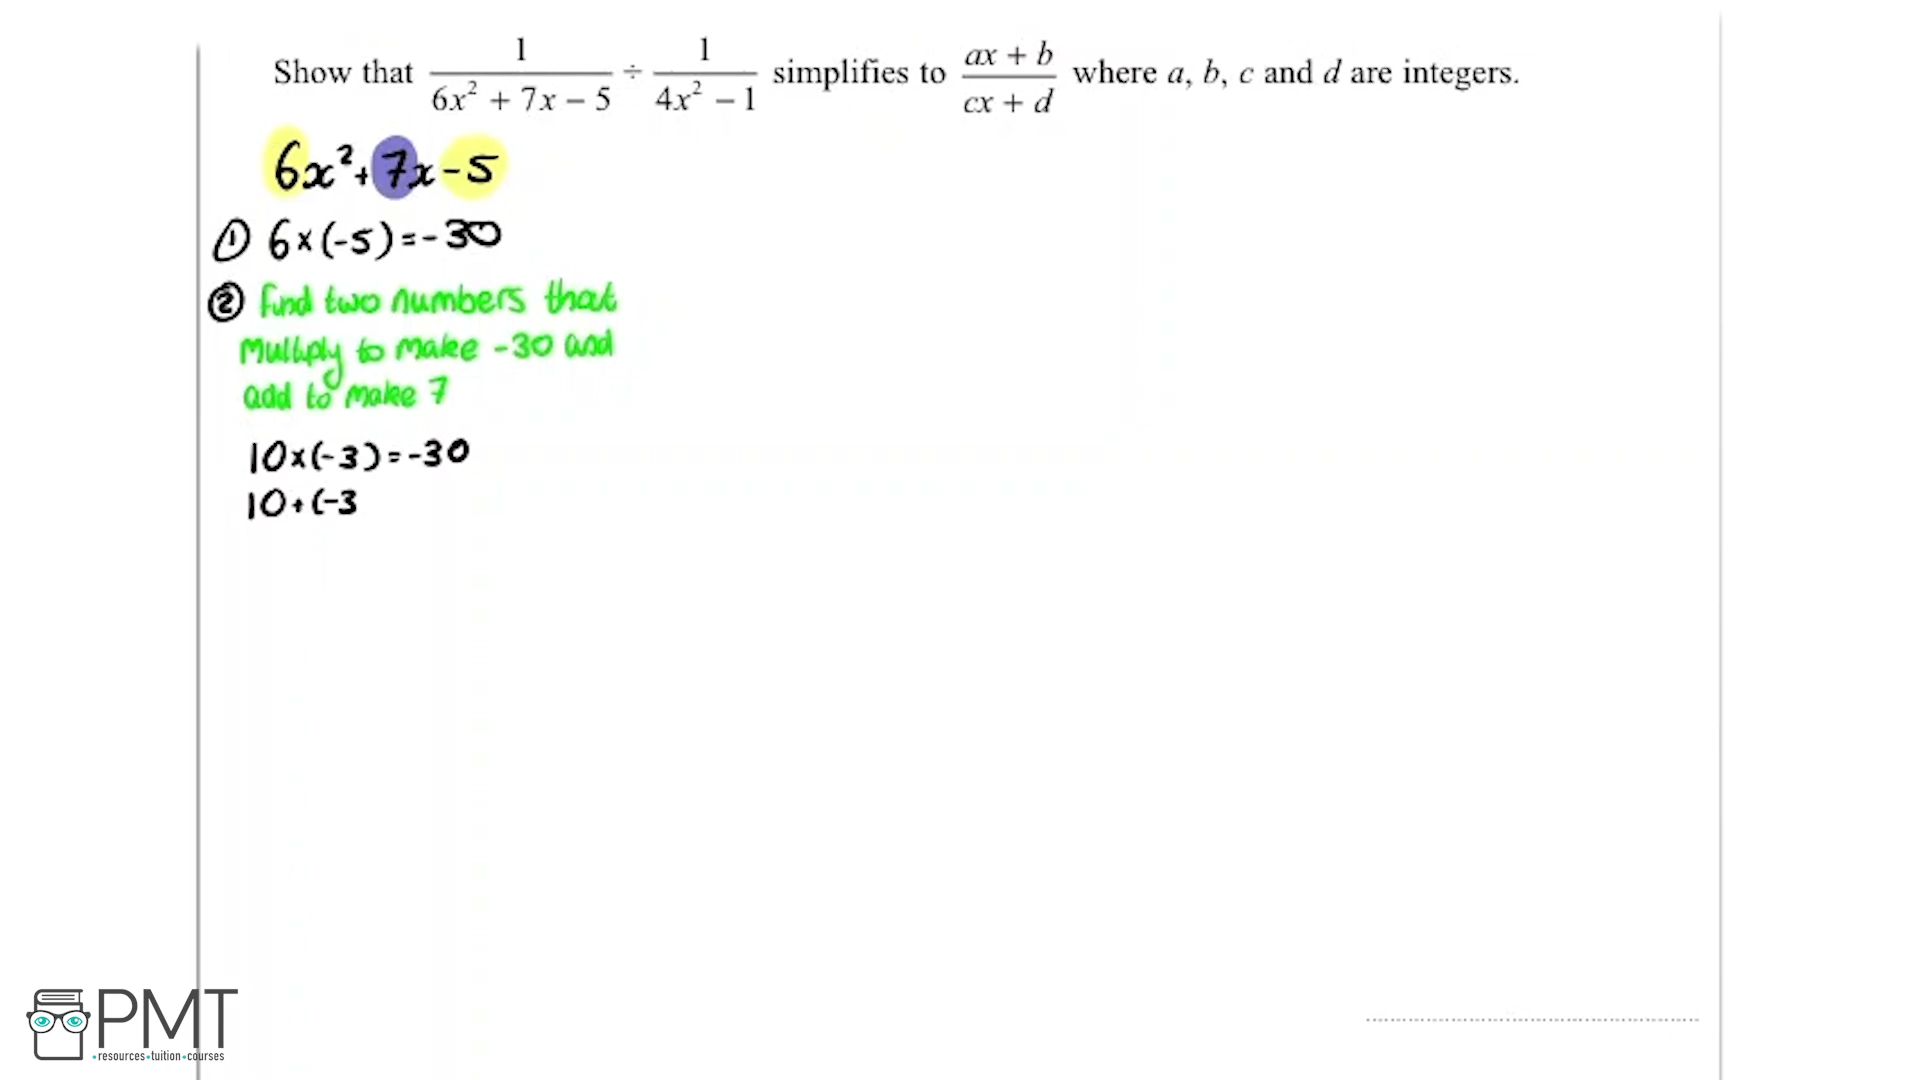 Show that 1/(6x² + 7x − 5) ÷ 1/(4x² − 1) simplifies to (ax + b)/(cx + d) where a, b, c and d are integers.
6x²+7x-5
① 6×(-5)=-30
② Find two numbers that
Multiply to make -30 and
add to make 7
10×(-3)=-30
10+(-3
PMT
•resources•tuition•courses